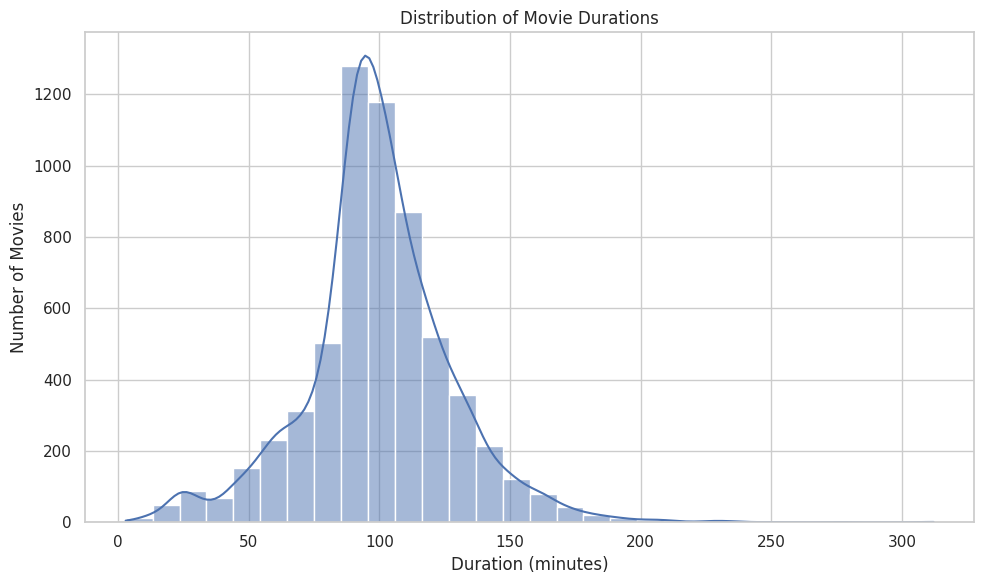 Distribution of Movie Durations
Number of Movies
1200
1000
800
600
400
200
0
0 50 100 150 200 250 300
Duration (minutes)